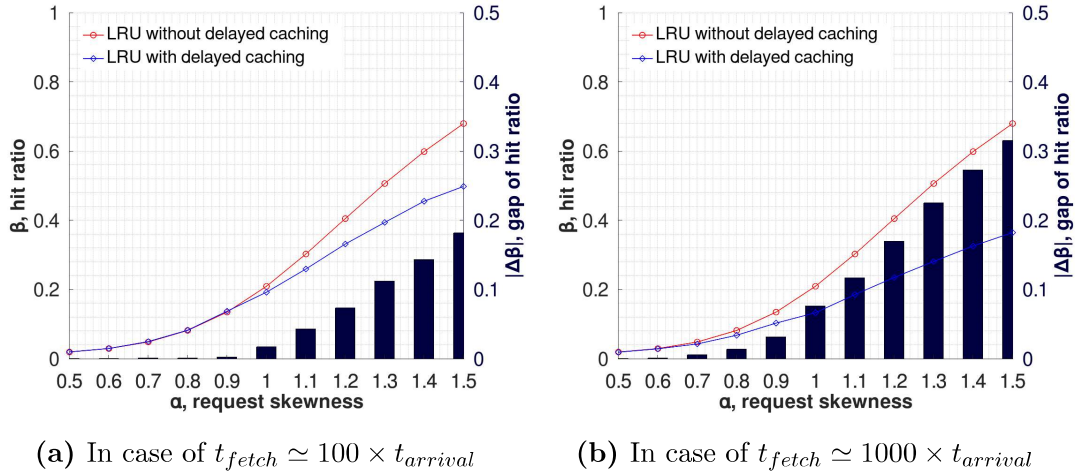 LRU without delayed caching
LRU with delayed caching
β, hit ratio
1
0.8
0.6
0.4
0.2
0
0.5
0.4
0.3
0.2
0.1
0
|Δβ|, gap of hit ratio
0.5 0.6 0.7 0.8 0.9 1 1.1 1.2 1.3 1.4 1.5
α, request skewness
(a) In case of t_fetch ≃ 100 × t_arrival
LRU without delayed caching
LRU with delayed caching
β, hit ratio
1
0.8
0.6
0.4
0.2
0
0.5
0.4
0.3
0.2
0.1
0
|Δβ|, gap of hit ratio
0.5 0.6 0.7 0.8 0.9 1 1.1 1.2 1.3 1.4 1.5
α, request skewness
(b) In case of t_fetch ≃ 1000 × t_arrival